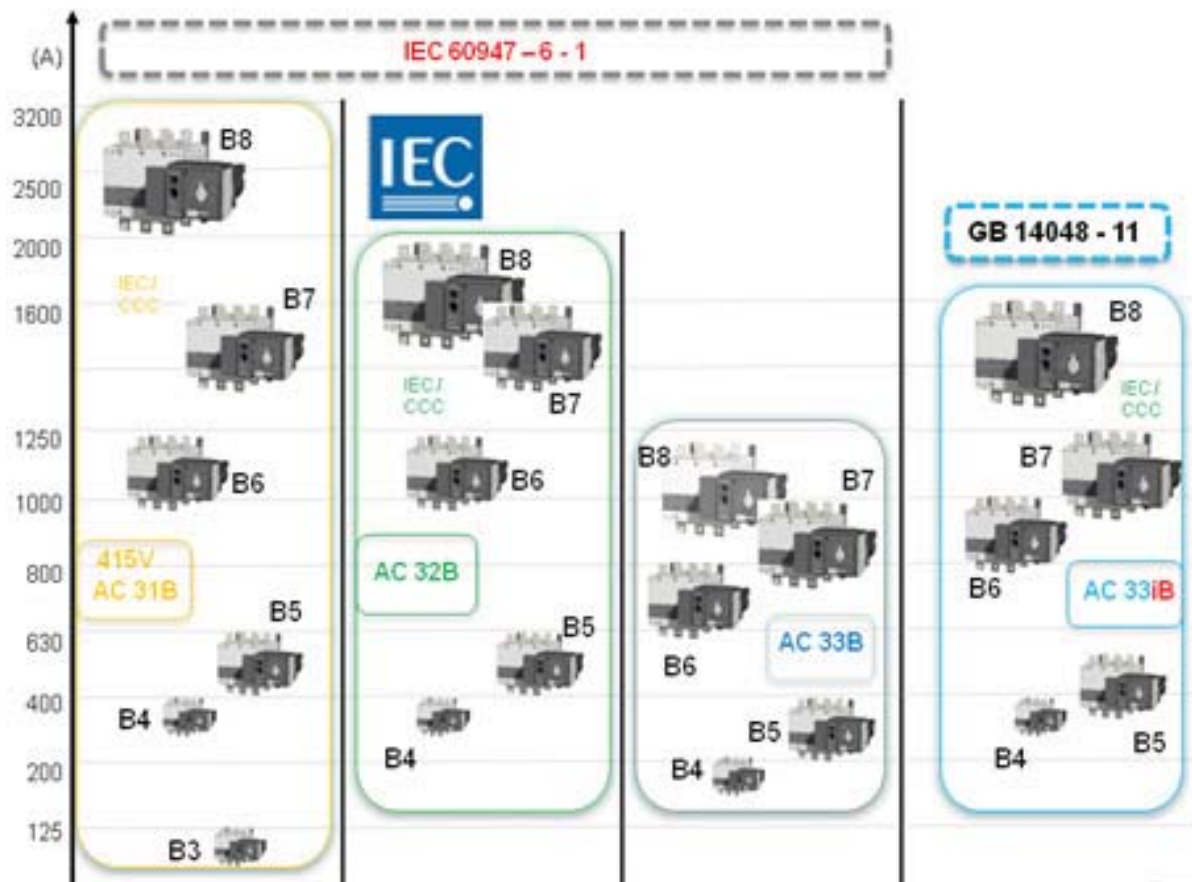 (A)
IEC 60947 – 6 - 1
3200
2500
2000
1600
1250
1000
800
630
400
200
125
B8
IEC /
CCC
B7
B6
415V
AC 31B
B5
B4
B3
IEC
B8
B7
IEC /
CCC
B6
AC 32B
B5
B4
B8
B7
B6
AC 33B
B5
B4
GB 14048 - 11
B8
IEC /
CCC
B7
B6
AC 33iB
B4
B5